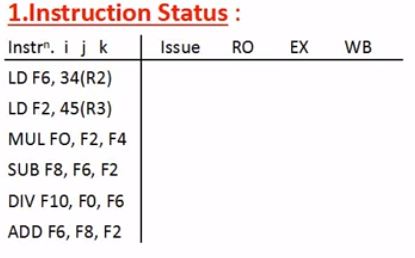 1.Instruction Status :
Instrⁿ. i j k Issue RO EX WB
LD F6, 34(R2)
LD F2, 45(R3)
MUL FO, F2, F4
SUB F8, F6, F2
DIV F10, F0, F6
ADD F6, F8, F2